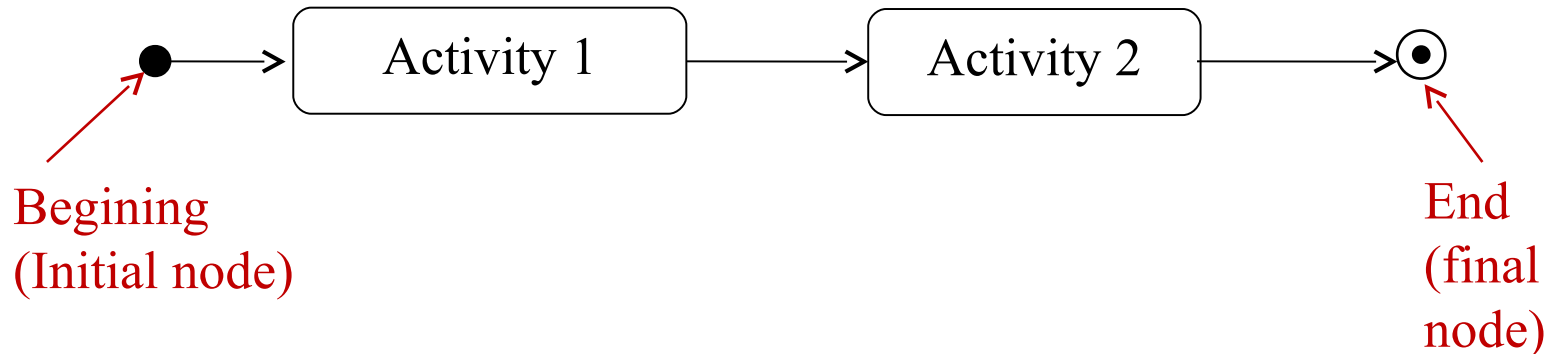 Activity 1
Activity 2
Begining
(Initial node)
End
(final
node)